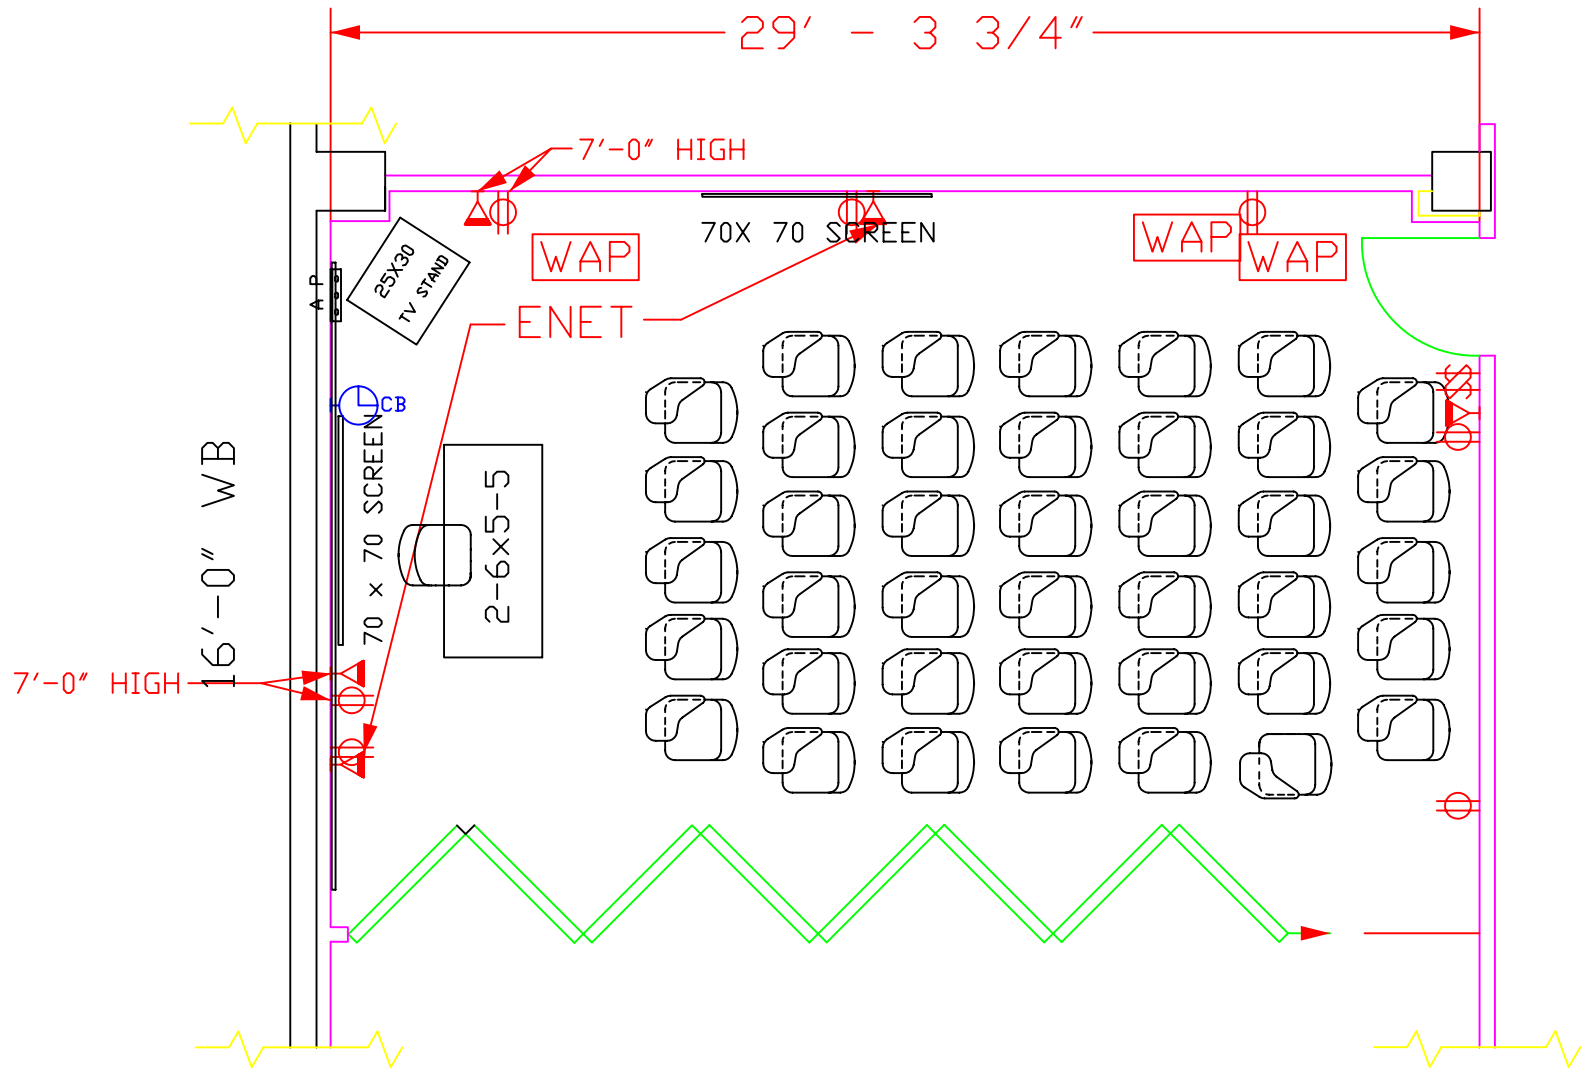 29' - 3 3/4"
7'-0" HIGH
70X 70 SCREEN
WAP
WAP
WAP
25X30
TV STAND
A P
ENET
CB
16'-0" WB
70 x 70 SCREEN
2-6x5-5
7'-0" HIGH
$$